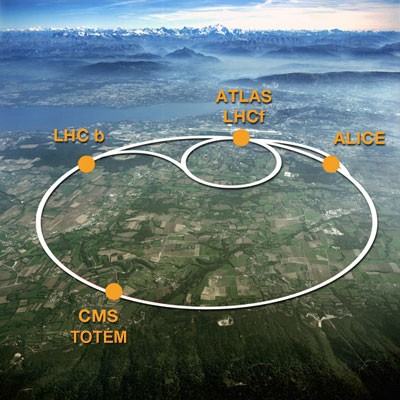 ATLAS
LHCf
LHC b
ALICE
CMS
TOTEM